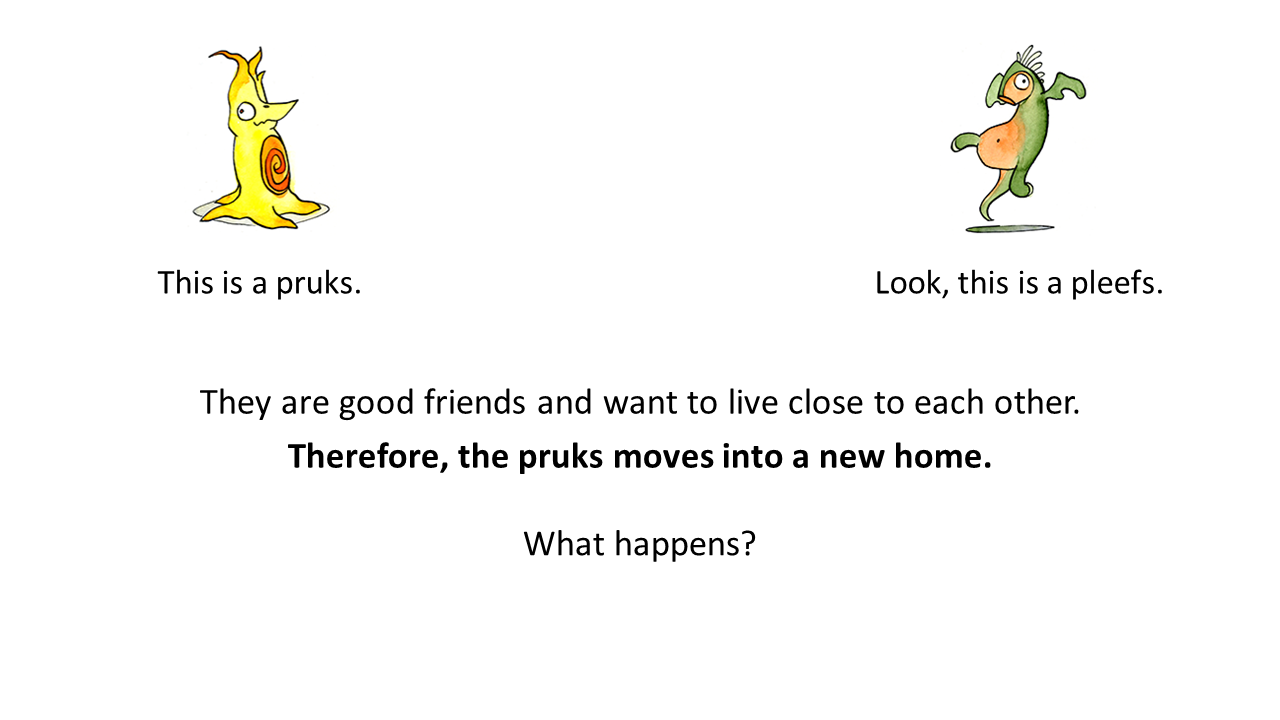 This is a pruks.
Look, this is a pleefs.
They are good friends and want to live close to each other.
Therefore, the pruks moves into a new home.
What happens?